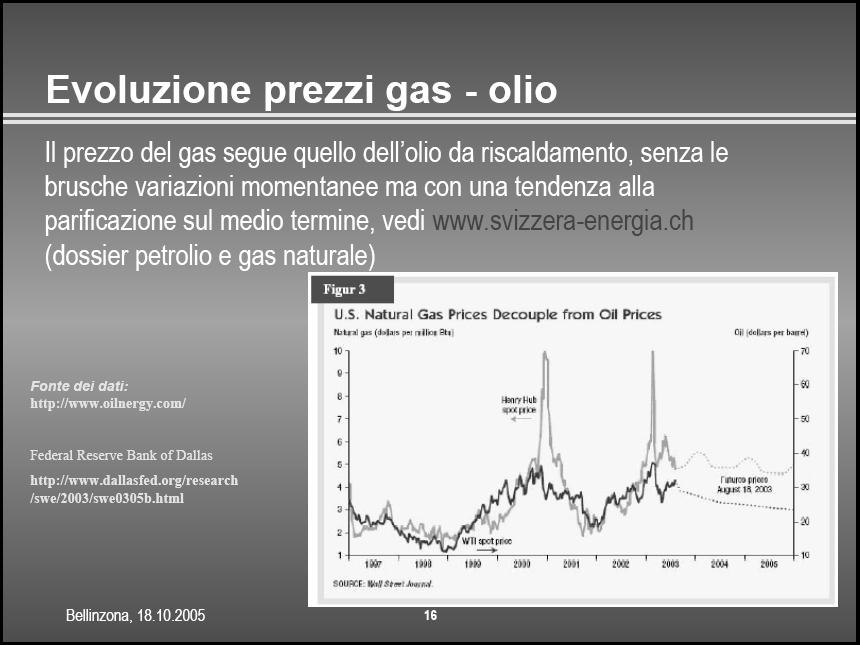 Evoluzione prezzi gas - olio
Il prezzo del gas segue quello dell'olio da riscaldamento, senza le
brusche variazioni momentanee ma con una tendenza alla
parificazione sul medio termine, vedi www.svizzera-energia.ch
(dossier petrolio e gas naturale)
Figur 3
U.S. Natural Gas Prices Decouple from Oil Prices
Natural gas (dollars per million Btu) Oil (dollars per barrel)
10 70
9
8 60
Henry Hub
spot price
7 50
6
5 40
Futures prices
August 18, 2003
4 30
3 20
2
WTI spot price
1 10
1997 1998 1999 2000 2001 2002 2003 2004 2005
SOURCE: Wall Street Journal.
Fonte dei dati:
http://www.oilnergy.com/
Federal Reserve Bank of Dallas
http://www.dallasfed.org/research
/swe/2003/swe0305b.html
Bellinzona, 18.10.2005
16